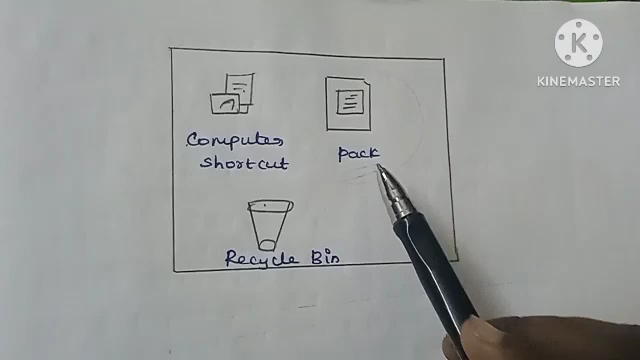 Computer
shortcut
pack
Recycle Bin
K
KINEMASTER